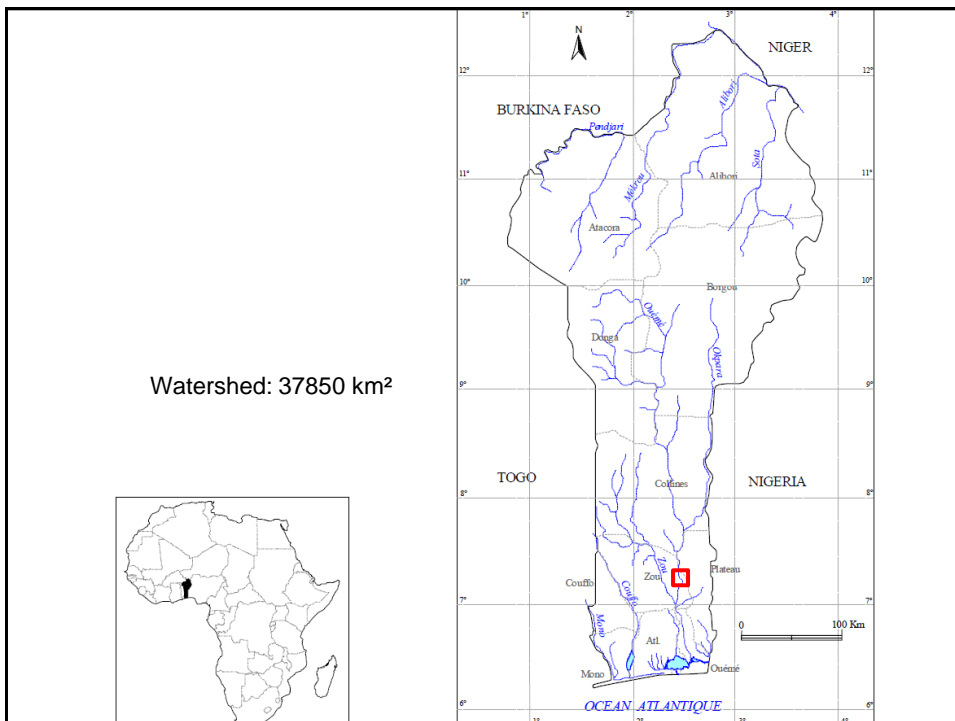 1° 2° 3° 4°
N
NIGER
12°
BURKINA FASO
Alibori
Pendjari
Sota
11°
Alibori
Mékrou
Atacora
10°
Borgou
Ouémé
Donga
Okpara
Watershed: 37850 km²
9°
TOGO
Collines
NIGERIA
8°
Zou
Plateau
Couffo
Zou
Couffo
7°
0 100 Km
Mono
Atl.
Mono
Ouémé
6°
OCEAN ATLANTIQUE